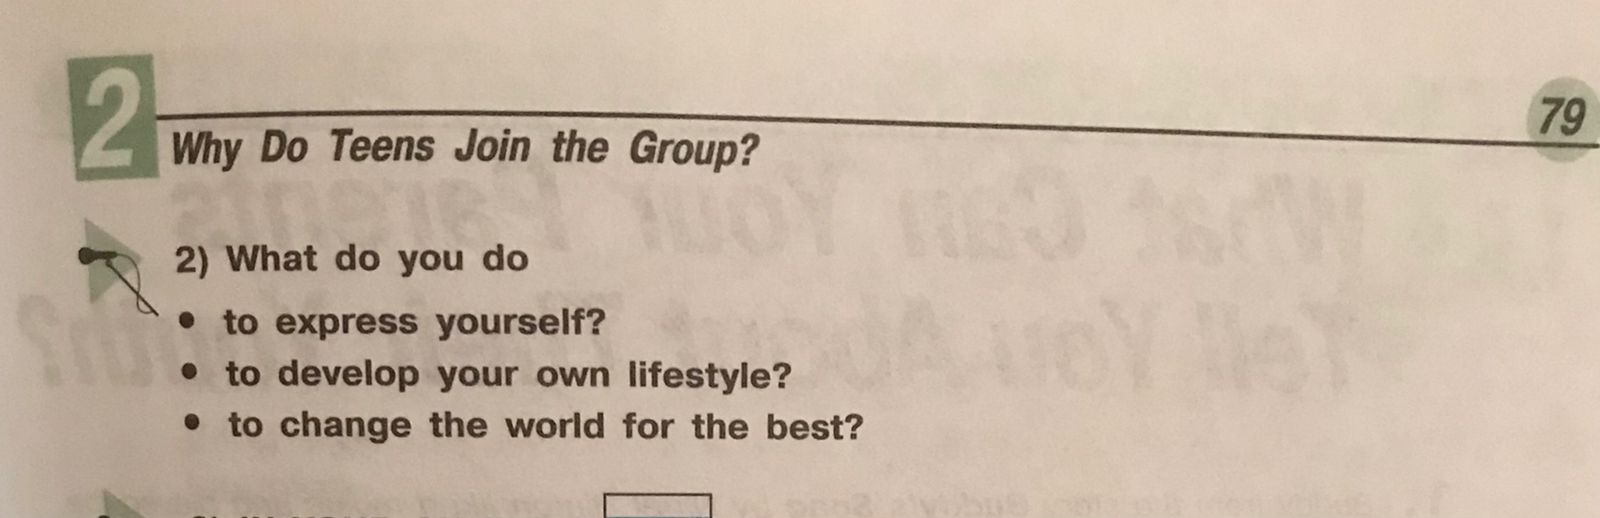 2
79
Why Do Teens Join the Group?
2) What do you do
• to express yourself?
• to develop your own lifestyle?
• to change the world for the best?